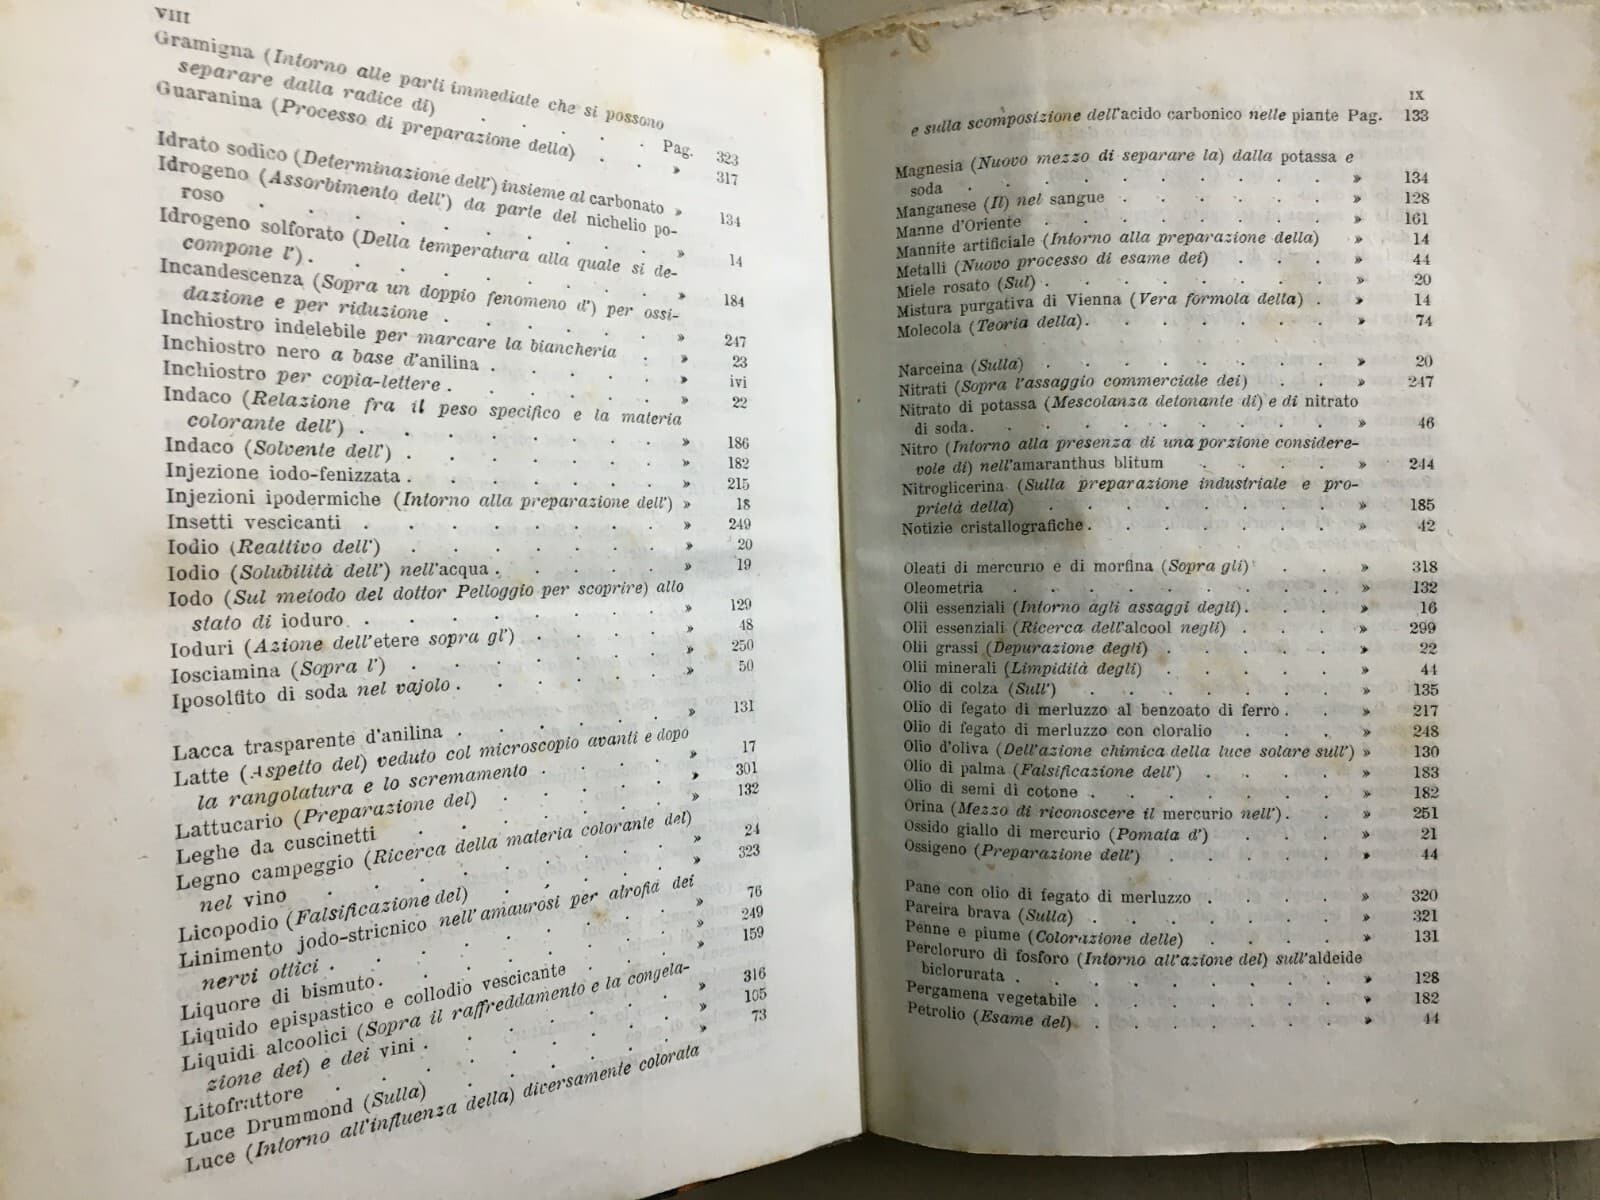 VIII
Gramigna (Intorno alle parti immediate che si possono
separare dalla radice di) . . . . Pag. 323
Guaranina (Processo di preparazione della) . . » 317
Idrato sodico (Determinazione dell') insieme al carbonato » 134
Idrogeno (Assorbimento dell') da parte del nichelio po-
roso . . . . . . . . . » 14
Idrogeno solforato (Della temperatura alla quale si de-
compone l') . . . . . . . . » 184
Incandescenza (Sopra un doppio fenomeno d') per ossi-
dazione e per riduzione . . . . . . » 247
Inchiostro indelebile per marcare la biancheria . » 23
Inchiostro nero a base d'anilina . . . . . » ivi
Inchiostro per copia-lettere . . . . . . » 22
Indaco (Relazione fra il peso specifico e la materia
colorante dell') . . . . . . . . » 186
Indaco (Solvente dell') . . . . . . . » 182
Injezione iodo-fenizzata . . . . . . . » 215
Injezioni ipodermiche (Intorno alla preparazione dell') » 18
Insetti vescicanti . . . . . . . . » 249
Iodio (Reattivo dell') . . . . . . . » 20
Iodio (Solubilità dell') nell'acqua . . . . . » 19
Iodo (Sul metodo del dottor Pelloggio per scoprire) allo
stato di ioduro . . . . . . . . » 129
Ioduri (Azione dell'etere sopra gl') . . . . » 48
Iosciamina (Sopra l') . . . . . . . » 250
Iposolfito di soda nel vajolo . . . . . . » 50
Lacca trasparente d'anilina . . . . . . » 131
Latte (Aspetto del) veduto col microscopio avanti e dopo
la rangolatura e lo scremamento . . . . » 17
Lattucario (Preparazione del) . . . . . » 301
Leghe da cuscinetti . . . . . . . » 132
Legno campeggio (Ricerca della materia colorante del)
nel vino . . . . . . . . . » 24
Licopodio (Falsificazione del) . . . . . » 323
Linimento jodo-stricnico nell'amaurosi per atrofia dei
nervi ottici . . . . . . . . . » 76
Liquore di bismuto . . . . . . . . » 249
Liquido epispastico e collodio vescicante . . . » 159
Liquidi alcoolici (Sopra il raffreddamento e la congela-
zione dei) e dei vini . . . . . . . » 316
Litofrattore . . . . . . . . . » 105
Luce Drummond (Sulla) . . . . . . » 73
Luce (Intorno all'influenza della) diversamente colorata
IX
e sulla scomposizione dell'acido carbonico nelle piante Pag. 133
Magnesia (Nuovo mezzo di separare la) dalla potassa e
soda . . . . . . . . . » 134
Manganese (Il) nel sangue . . . . . . » 128
Manne d'Oriente . . . . . . . . » 161
Mannite artificiale (Intorno alla preparazione della) » 14
Metalli (Nuovo processo di esame dei) . . . » 44
Miele rosato (Sul) . . . . . . . . » 20
Mistura purgativa di Vienna (Vera formola della) . » 14
Molecola (Teoria della) . . . . . . . » 74
Narceina (Sulla) . . . . . . . . » 20
Nitrati (Sopra l'assaggio commerciale dei) . . » 247
Nitrato di potassa (Mescolanza detonante di) e di nitrato
di soda . . . . . . . . . » 46
Nitro (Intorno alla presenza di una porzione considere-
vole di) nell'amaranthus blitum . . . . » 244
Nitroglicerina (Sulla preparazione industriale e pro-
prietà della) . . . . . . . . » 185
Notizie cristallografiche . . . . . . . » 42
Oleati di mercurio e di morfina (Sopra gli) . . » 318
Oleometria . . . . . . . . . » 132
Olii essenziali (Intorno agli assaggi degli) . . . » 16
Olii essenziali (Ricerca dell'alcool negli) . . . » 299
Olii grassi (Depurazione degli) . . . . . » 22
Olii minerali (Limpidità degli) . . . . . » 44
Olio di colza (Sull') . . . . . . . » 135
Olio di fegato di merluzzo al benzoato di ferro . . » 217
Olio di fegato di merluzzo con cloralio . . . » 248
Olio d'oliva (Dell'azione chimica della luce solare sull') » 130
Olio di palma (Falsificazione dell') . . . . » 183
Olio di semi di cotone . . . . . . . » 182
Orina (Mezzo di riconoscere il mercurio nell') . . » 251
Ossido giallo di mercurio (Pomata d') . . . » 21
Ossigeno (Preparazione dell') . . . . . » 44
Pane con olio di fegato di merluzzo . . . . » 320
Pareira brava (Sulla) . . . . . . . » 321
Penne e piume (Colorazione delle) . . . . » 131
Percloruro di fosforo (Intorno all'azione del) sull'aldeide
biclorurata . . . . . . . . » 128
Pergamena vegetabile . . . . . . . » 182
Petrolio (Esame del) . . . . . . . » 44